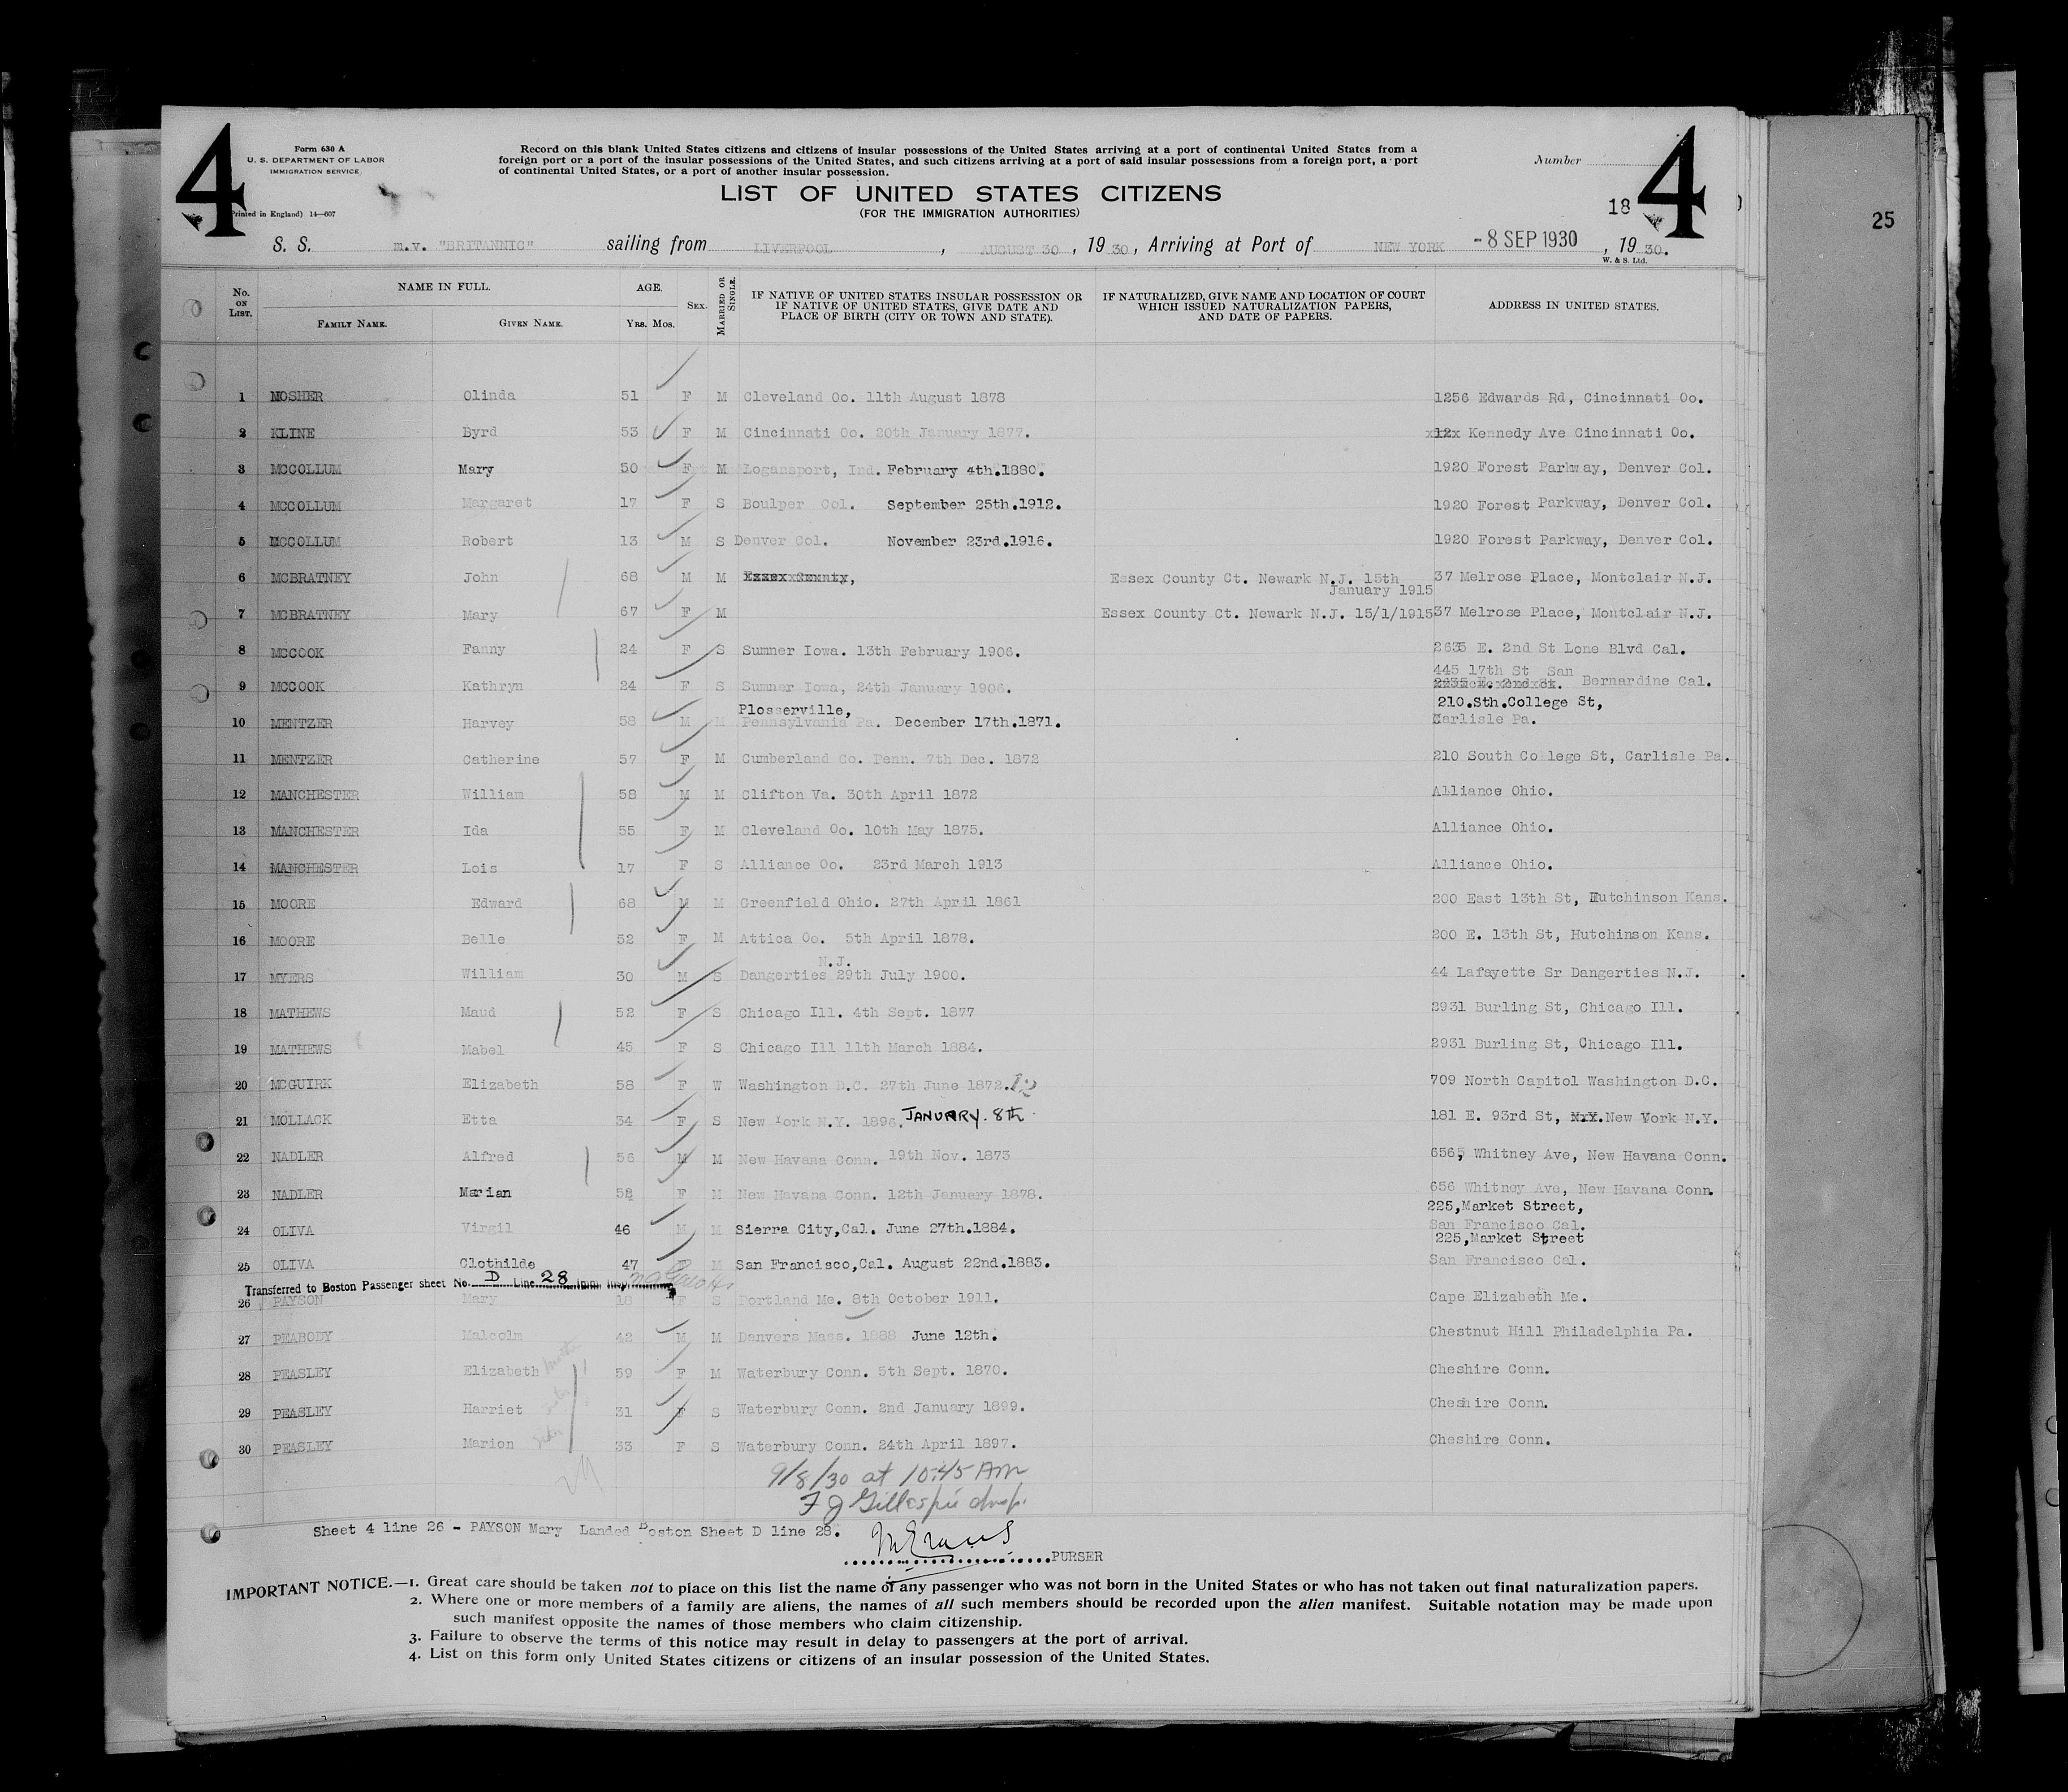 4
Form 630 A
U. S. DEPARTMENT OF LABOR
IMMIGRATION SERVICE
(Printed in England) 14—607
Record on this blank United States citizens and citizens of insular possessions of the United States arriving at a port of continental United States from a
foreign port or a port of the insular possessions of the United States, and such citizens arriving at a port of said insular possessions from a foreign port, a port
of continental United States, or a port of another insular possession.
LIST OF UNITED STATES CITIZENS
(FOR THE IMMIGRATION AUTHORITIES)
Number
18
4
25
S. S. m.v. "BRITANNIC" sailing from LIVERPOOL , AUGUST 30 , 19 30, Arriving at Port of NEW YORK -8 SEP 1930 , 19 30.
W. & S. Ltd.
No. ON LIST. NAME IN FULL. FAMILY NAME. GIVEN NAME. AGE. Yrs. Mos. SEX. MARRIED OR SINGLE. IF NATIVE OF UNITED STATES INSULAR POSSESSION OR IF NATIVE OF UNITED STATES, GIVE DATE AND PLACE OF BIRTH (CITY OR TOWN AND STATE). IF NATURALIZED, GIVE NAME AND LOCATION OF COURT WHICH ISSUED NATURALIZATION PAPERS, AND DATE OF PAPERS. ADDRESS IN UNITED STATES.
1 MOSHER Olinda 51 F M Cleveland Oo. 11th August 1878 1256 Edwards Rd, Cincinnati Oo.
2 KLINE Byrd 53 F M Cincinnati Oo. 20th January 1877. Kennedy Ave Cincinnati Oo.
3 MCCOLLUM Mary 50 F M Logansport, Ind. February 4th.1880. 1920 Forest Parkway, Denver Col.
4 MCCOLLUM Margaret 17 F S Boulper Col. September 25th.1912. 1920 Forest Parkway, Denver Col.
5 MCCOLLUM Robert 13 M S Denver Col. November 23rd.1916. 1920 Forest Parkway, Denver Col.
6 MCBRATNEY John 68 M M Essex County, Essex County Ct. Newark N.J. 15th January 1915 37 Melrose Place, Montclair N.J.
7 MCBRATNEY Mary 67 F M Essex County Ct. Newark N.J. 15/1/1915 37 Melrose Place, Montclair N.J.
8 MCCOOK Fanny 24 F S Sumner Iowa. 13th February 1906. 2635 E. 2nd St Lone Blvd Cal.
445 17th St San
9 MCCOOK Kathryn 24 F S Sumner Iowa, 24th January 1906. 2235 E. 2nd St. Bernardine Cal.
Plosserville, 210.Sth.College St,
10 MENTZER Harvey 58 M M Pennsylvania Pa. December 17th.1871. Carlisle Pa.
11 MENTZER Catherine 57 F M Cumberland Co. Penn. 7th Dec. 1872 210 South College St, Carlisle Pa.
12 MANCHESTER William 58 M M Clifton Va. 30th April 1872 Alliance Ohio.
13 MANCHESTER Ida 55 F M Cleveland Oo. 10th May 1875. Alliance Ohio.
14 MANCHESTER Lois 17 F S Alliance Oo. 23rd March 1913 Alliance Ohio.
15 MOORE Edward 68 M M Greenfield Ohio. 27th April 1861 200 East 13th St, Hutchinson Kans.
16 MOORE Belle 52 F M Attica Oo. 5th April 1878. 200 E. 13th St, Hutchinson Kans.
N.J.
17 MYERS William 30 M S Dangerties 29th July 1900. 44 Lafayette Sr Dangerties N.J.
18 MATHEWS Maud 52 F S Chicago Ill. 4th Sept. 1877 2931 Burling St, Chicago Ill.
19 MATHEWS Mabel 45 F S Chicago Ill 11th March 1884. 2931 Burling St, Chicago Ill.
20 MCGUIRK Elizabeth 58 F W Washington D.C. 27th June 1872. 12 709 North Capitol Washington D.C.
21 MOLLACK Etta 34 F S New York N.Y. 1896. JANUARY. 8th 181 E. 93rd St, New York N.Y.
22 NADLER Alfred 56 M M New Havana Conn. 19th Nov. 1873 656, Whitney Ave, New Havana Conn.
23 NADLER Marian 52 F M New Havana Conn. 12th January 1878. 656 Whitney Ave, New Havana Conn.
225,Market Street,
24 OLIVA Virgil 46 M M Sierra City,Cal. June 27th.1884. San Francisco Cal.
225,Market Street
25 OLIVA Clothilde 47 F M San Francisco,Cal. August 22nd.1883. San Francisco Cal.
Transferred to Boston Passenger sheet No. D Line 28 Imm. Insp.
26 PAYSON Mary 18 F S Portland Me. 8th October 1911. Cape Elizabeth Me.
27 PEABODY Malcolm 42 M M Danvers Mass. 1888 June 12th. Chestnut Hill Philadelphia Pa.
28 PEASLEY Elizabeth 59 F M Waterbury Conn. 5th Sept. 1870. Cheshire Conn.
29 PEASLEY Harriet 31 F S Waterbury Conn. 2nd January 1899. Cheshire Conn.
30 PEASLEY Marion 33 F S Waterbury Conn. 24th April 1897. Cheshire Conn.
29
9/8/30 at 10:45 AM
F J Gillespie
Sheet 4 line 26 - PAYSON Mary Landed Boston Sheet D line 28.
PURSER
IMPORTANT NOTICE.—1. Great care should be taken not to place on this list the name of any passenger who was not born in the United States or who has not taken out final naturalization papers.
2. Where one or more members of a family are aliens, the names of all such members should be recorded upon the alien manifest. Suitable notation may be made upon
such manifest opposite the names of those members who claim citizenship.
3. Failure to observe the terms of this notice may result in delay to passengers at the port of arrival.
4. List on this form only United States citizens or citizens of an insular possession of the United States.